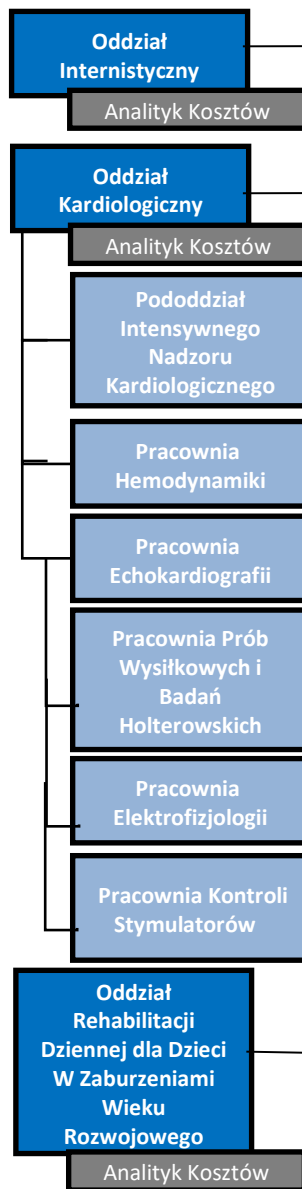 Oddział
Internistyczny
Analityk Kosztów
Oddział
Kardiologiczny
Analityk Kosztów
Pododdział
Intensywnego
Nadzoru
Kardiologicznego
Pracownia
Hemodynamiki
Pracownia
Echokardiografii
Pracownia Prób
Wysiłkowych i
Badań
Holterowskich
Pracownia
Elektrofizjologii
Pracownia Kontroli
Stymulatorów
Oddział
Rehabilitacji
Dziennej dla Dzieci
W Zaburzeniami
Wieku
Rozwojowego
Analityk Kosztów